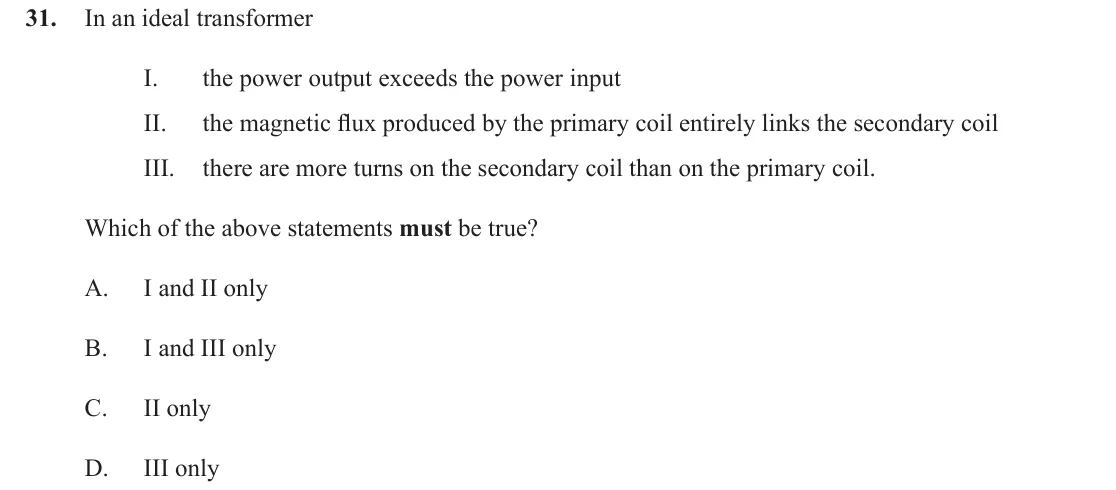 31. In an ideal transformer
I. the power output exceeds the power input
II. the magnetic flux produced by the primary coil entirely links the secondary coil
III. there are more turns on the secondary coil than on the primary coil.
Which of the above statements must be true?
A. I and II only
B. I and III only
C. II only
D. III only